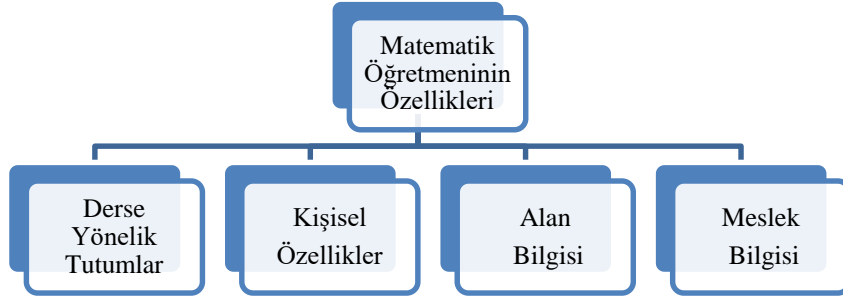 Matematik
Öğretmeninin
Özellikleri
Derse
Yönelik
Tutumlar
Kişisel
Özellikler
Alan
Bilgisi
Meslek
Bilgisi